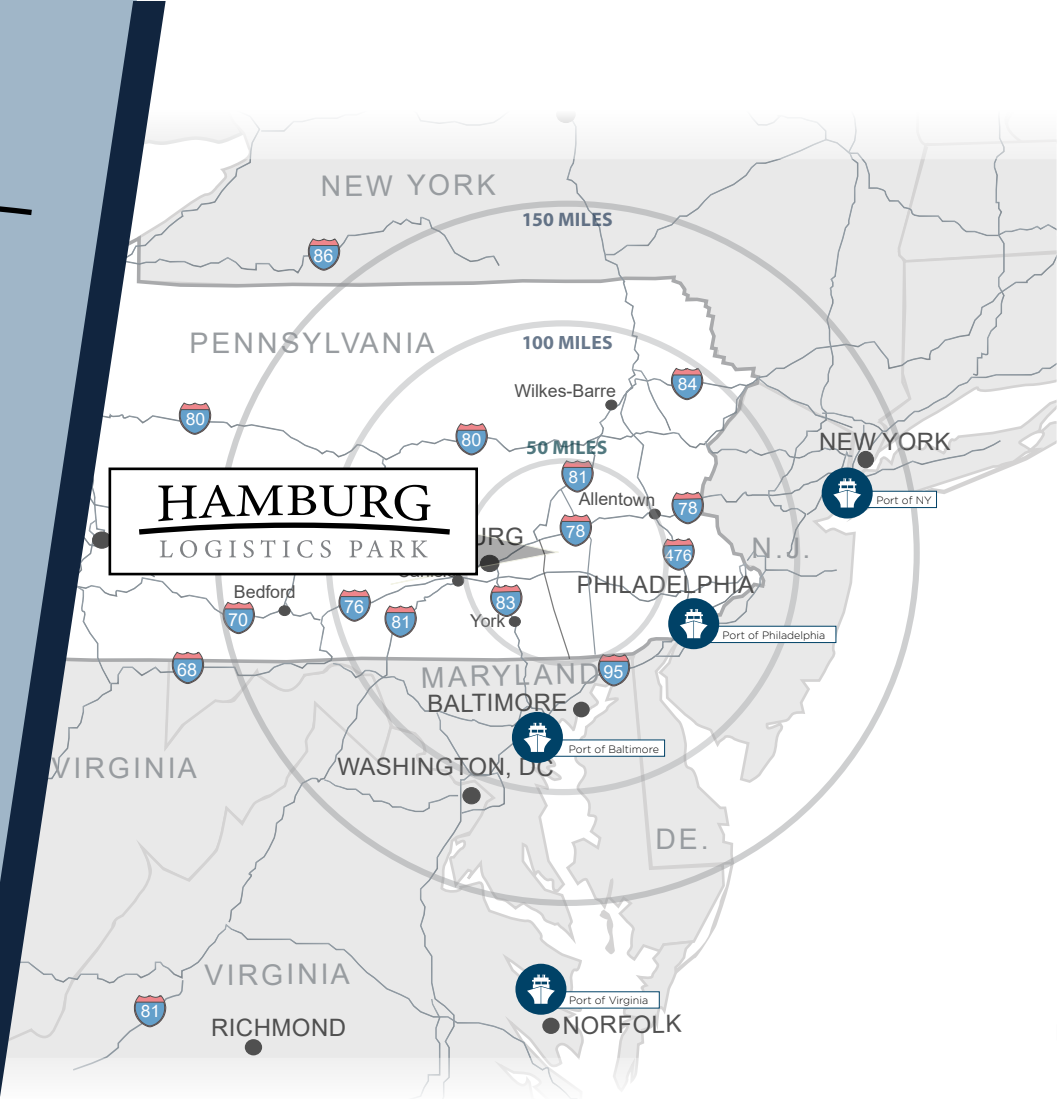 NEW YORK
150 MILES
86
PENNSYLVANIA
100 MILES
84
Wilkes-Barre
80
80
50 MILES
NEW YORK
81
Port of NY
Allentown
78
HAMBURG
LOGISTICS PARK
78
URG
N.J.
476
PHILADELPHIA
Bedford
76
83
70
81
York
Port of Philadelphia
68
95
MARYLAND
BALTIMORE
Port of Baltimore
VIRGINIA
WASHINGTON, DC
DE.
VIRGINIA
81
Port of Virginia
RICHMOND
NORFOLK